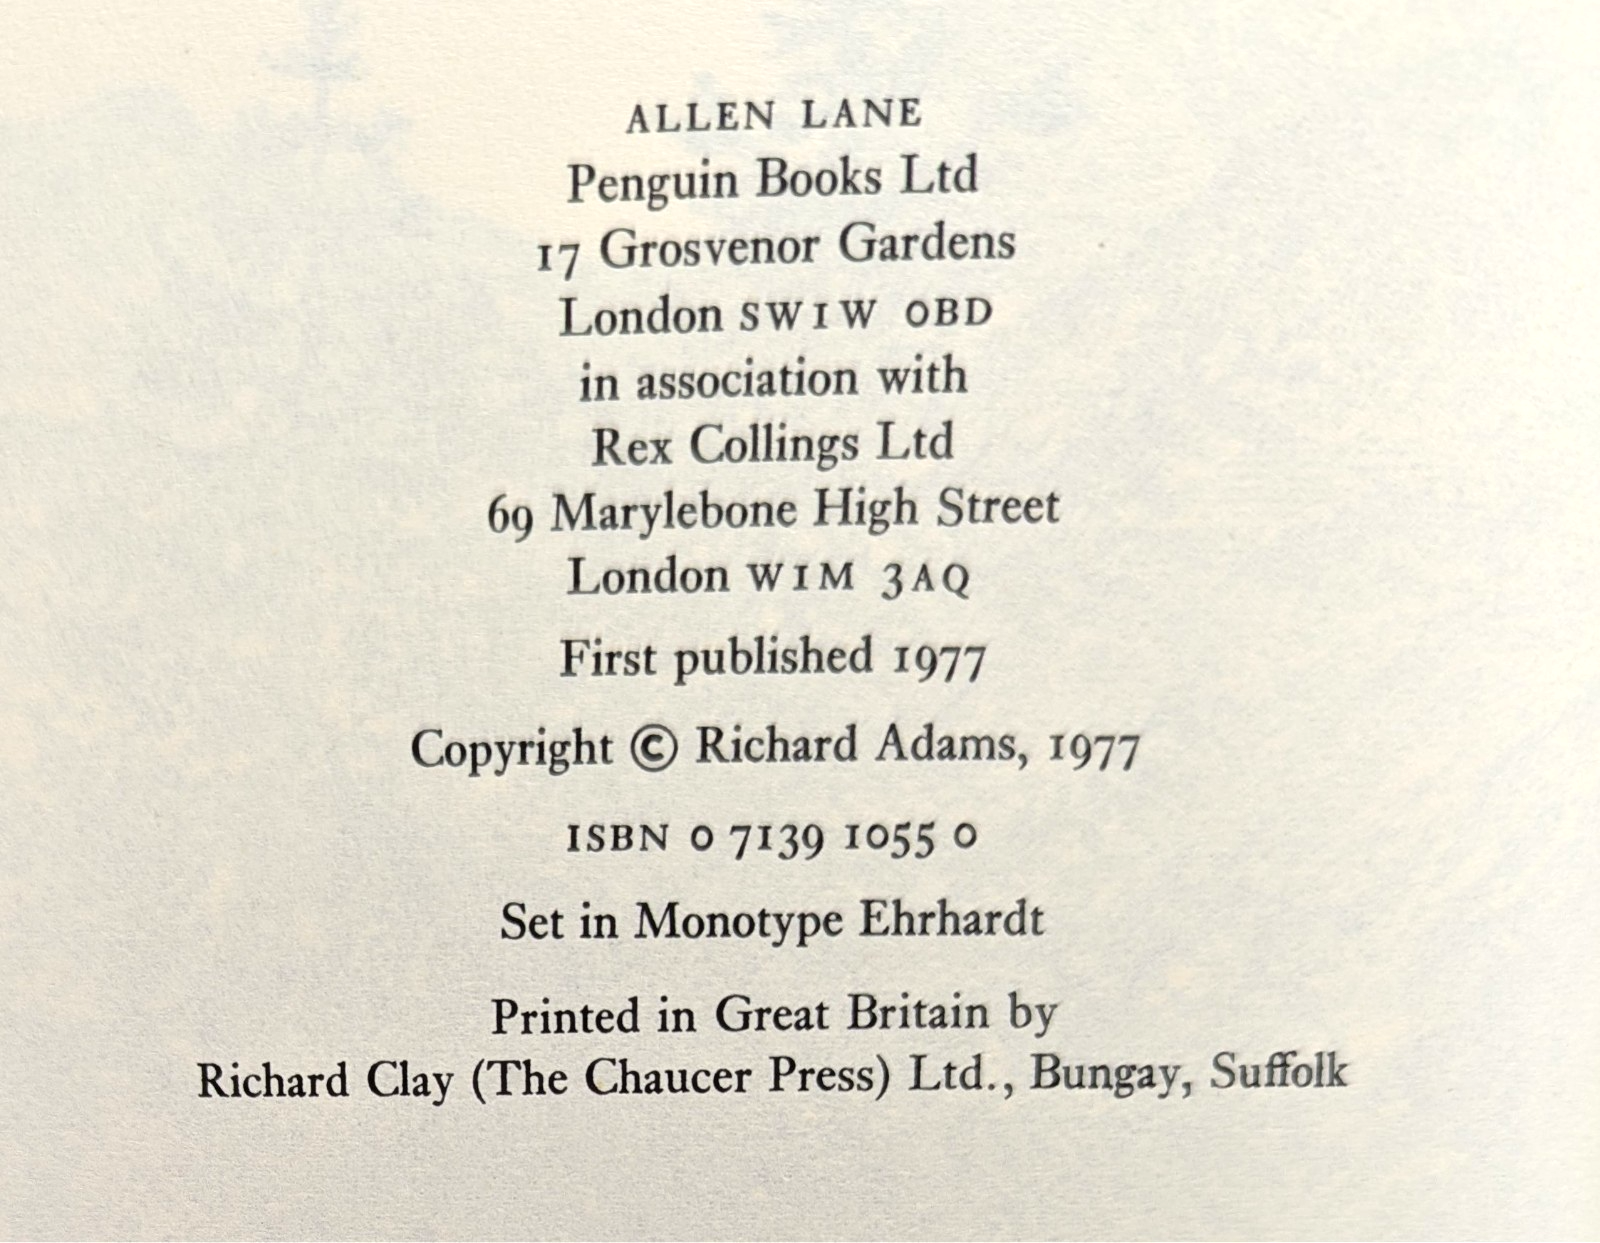 ALLEN LANE
Penguin Books Ltd
17 Grosvenor Gardens
London SW1W 0BD
in association with
Rex Collings Ltd
69 Marylebone High Street
London W1M 3AQ
First published 1977
Copyright © Richard Adams, 1977
ISBN 0 7139 1055 0
Set in Monotype Ehrhardt
Printed in Great Britain by
Richard Clay (The Chaucer Press) Ltd., Bungay, Suffolk